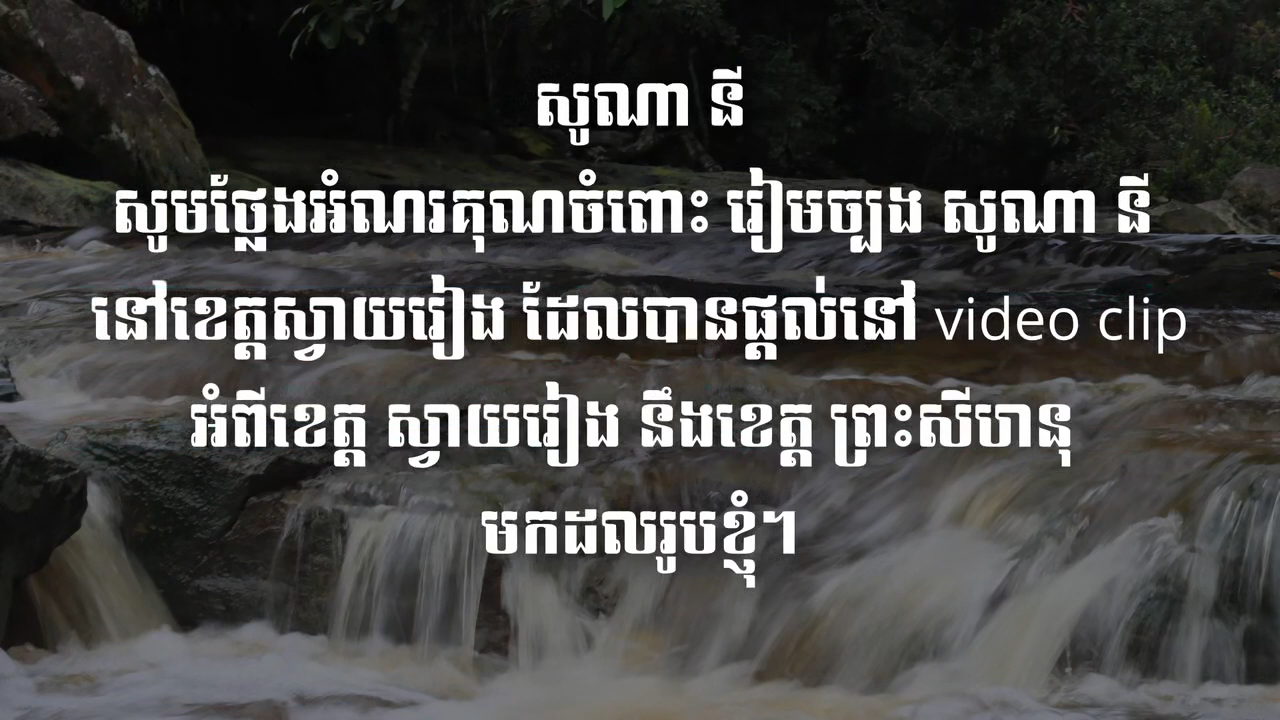 សូណា នី
សូមថ្លែងអំណរគុណចំពោះ រៀមច្បង សូណា នី
នៅខេត្តស្វាយរៀង ដែលបានផ្តល់នៅ video clip
អំពីខេត្ត ស្វាយរៀង នឹងខេត្ត ព្រះសីហនុ
មកដលរូបខ្ញុំ។